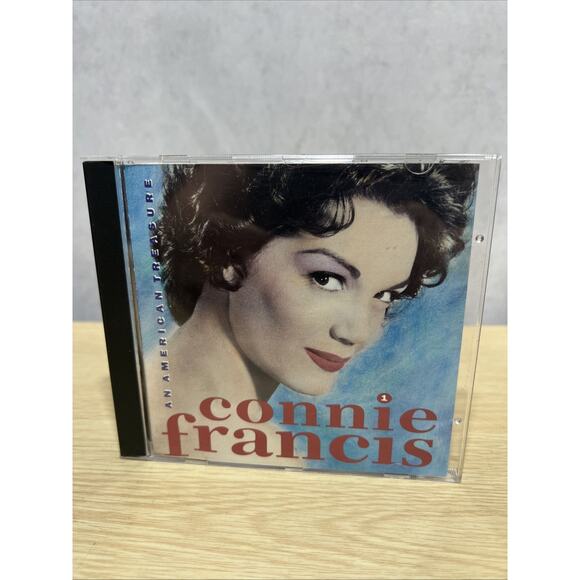 AN AMERICAN TREASURE
1
connie
francis